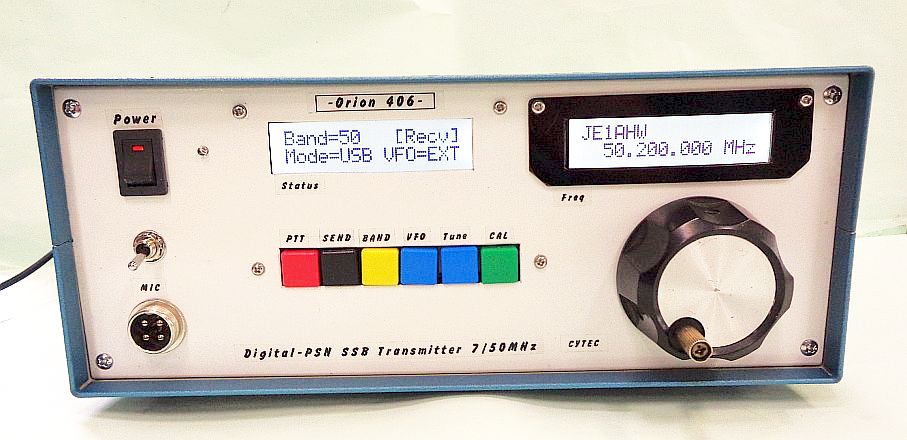 -Orion 406-
Power
Band=50 [Recv]
Mode=USB VFO=EXT
Status
JE1AHW
50.200.000 MHz
Freq
PTT SEND BAND VFO Tune CAL
MIC
Digital-PSN SSB Transmitter 7/50MHz
CYTEC